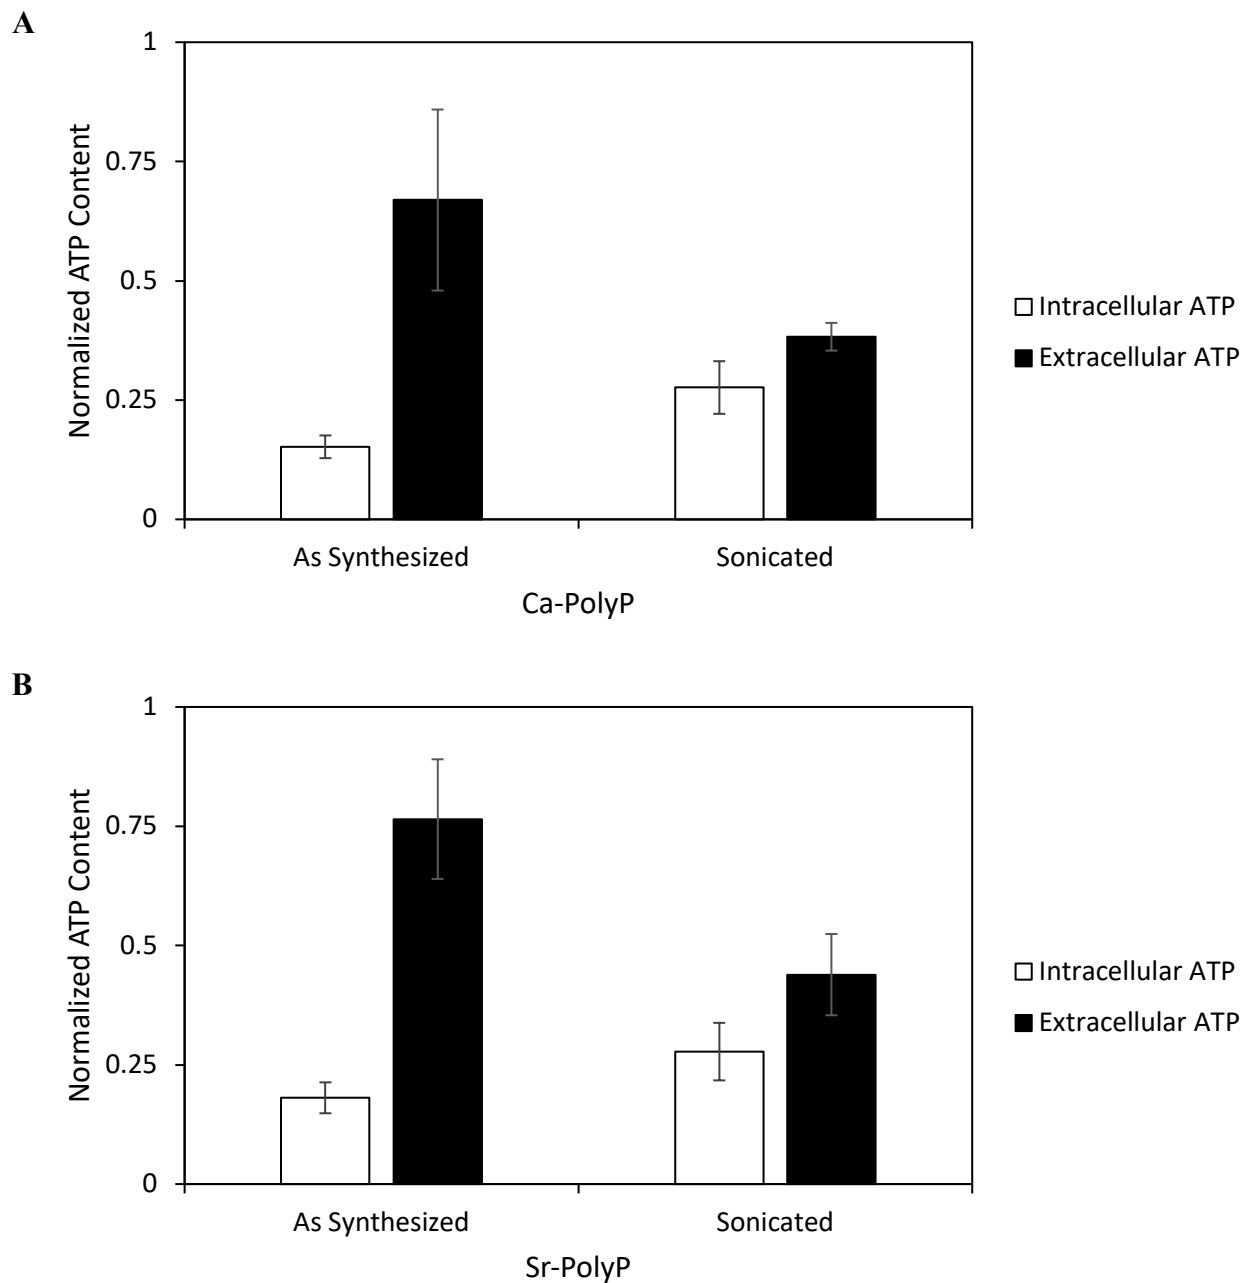 A
1
0.75
0.5
0.25
0
Normalized ATP Content
As Synthesized
Sonicated
Ca-PolyP
Intracellular ATP
Extracellular ATP
B
1
0.75
0.5
0.25
0
Normalized ATP Content
As Synthesized
Sonicated
Sr-PolyP
Intracellular ATP
Extracellular ATP